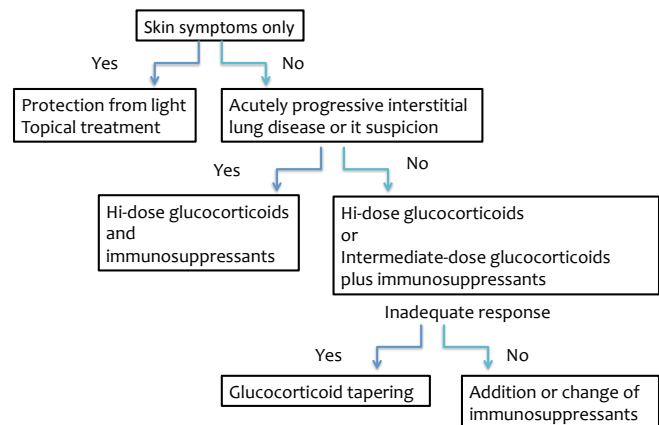 Skin symptoms only
Yes
No
Protection from light
Topical treatment
Acutely progressive interstitial
lung disease or it suspicion
Yes
No
Hi-dose glucocorticoids
and
immunosuppressants
Hi-dose glucocorticoids
or
Intermediate-dose glucocorticoids
plus immunosuppressants
Inadequate response
Yes
No
Glucocorticoid tapering
Addition or change of
immunosuppressants